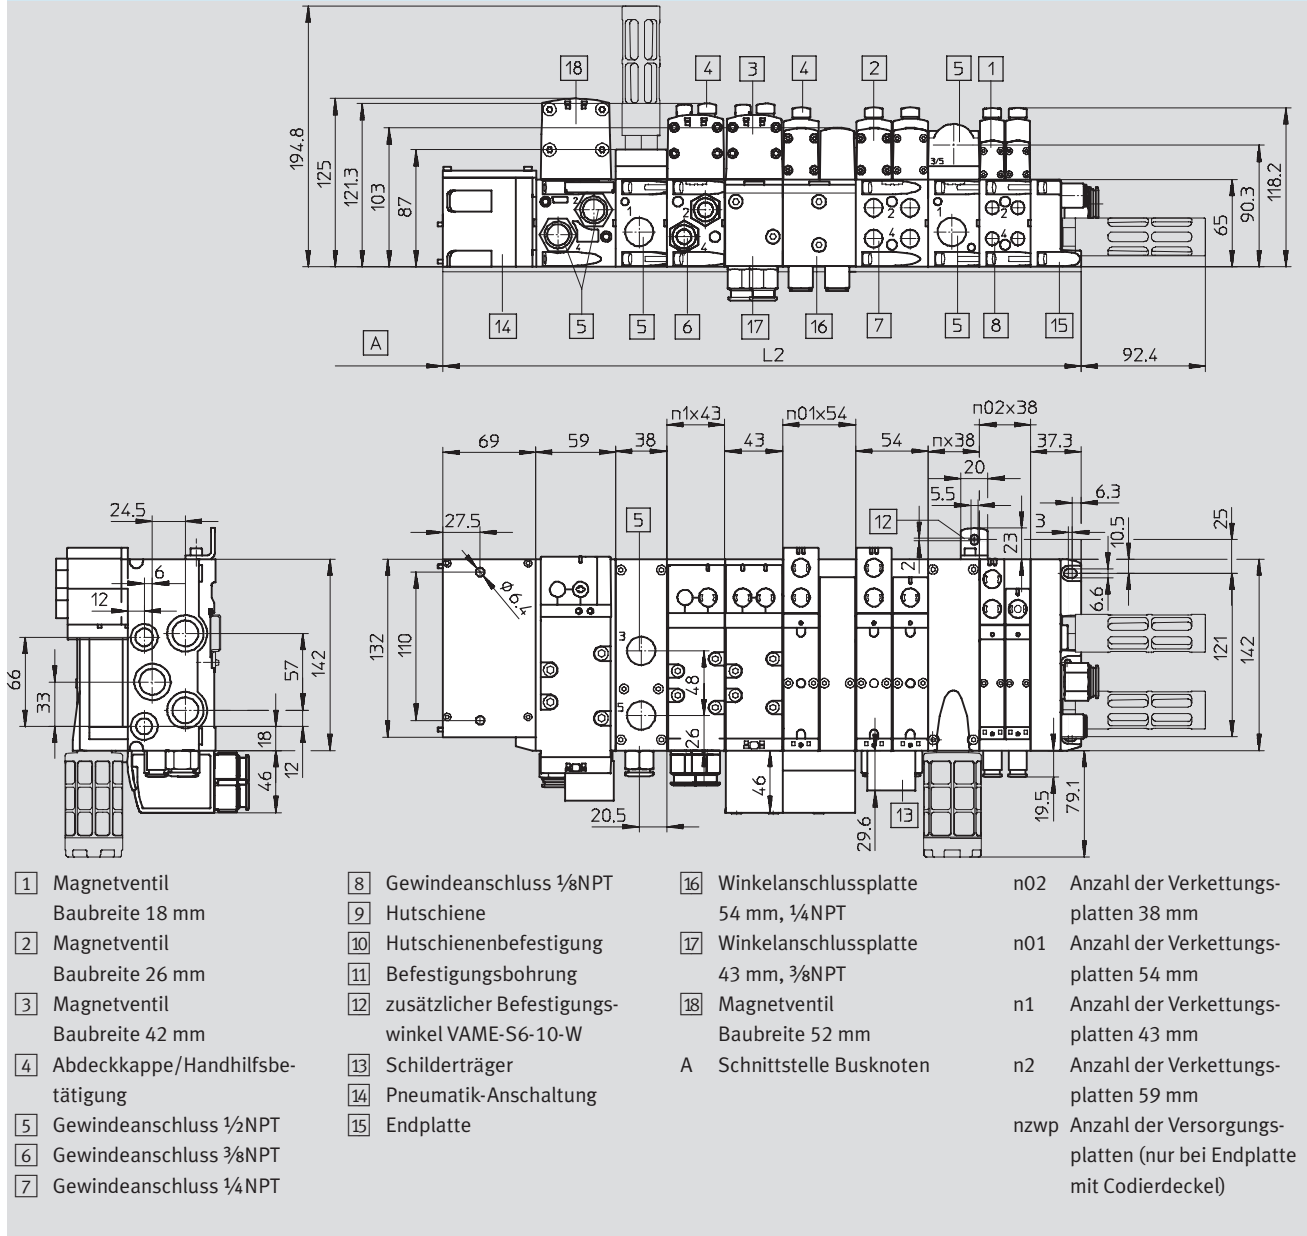 18
4
3
4
2
5
1
194.8
125
121.3
103
87
3/5
2
4
1
2
4
2
4
1
2
4
65
90.3
118.2
14
5
5
6
17
16
7
5
8
15
A
L2
92.4
n1x43
n01x54
n02x38
69
59
38
43
54
nx38
37.3
20
5.5
6.3
24.5
27.5
5
12
3
10.5
25
23
2
6
12
ø6.4
6.6
66
33
57
142
132
110
3
48
5
26
121
142
18
12
46
20.5
46
29.6
13
19.5
79.1
1 Magnetventil
Baubreite 18 mm
2 Magnetventil
Baubreite 26 mm
3 Magnetventil
Baubreite 42 mm
4 Abdeckkappe/Handhilfsbe-
tätigung
5 Gewindeanschluss ½NPT
6 Gewindeanschluss ⅜NPT
7 Gewindeanschluss ¼NPT
8 Gewindeanschluss ⅛NPT
9 Hutschiene
10 Hutschienenbefestigung
11 Befestigungsbohrung
12 zusätzlicher Befestigungs-
winkel VAME-S6-10-W
13 Schilderträger
14 Pneumatik-Anschaltung
15 Endplatte
16 Winkelanschlussplatte
54 mm, ¼NPT
17 Winkelanschlussplatte
43 mm, ⅜NPT
18 Magnetventil
Baubreite 52 mm
A Schnittstelle Busknoten
n02 Anzahl der Verkettungs-
platten 38 mm
n01 Anzahl der Verkettungs-
platten 54 mm
n1 Anzahl der Verkettungs-
platten 43 mm
n2 Anzahl der Verkettungs-
platten 59 mm
nzwp Anzahl der Versorgungs-
platten (nur bei Endplatte
mit Codierdeckel)